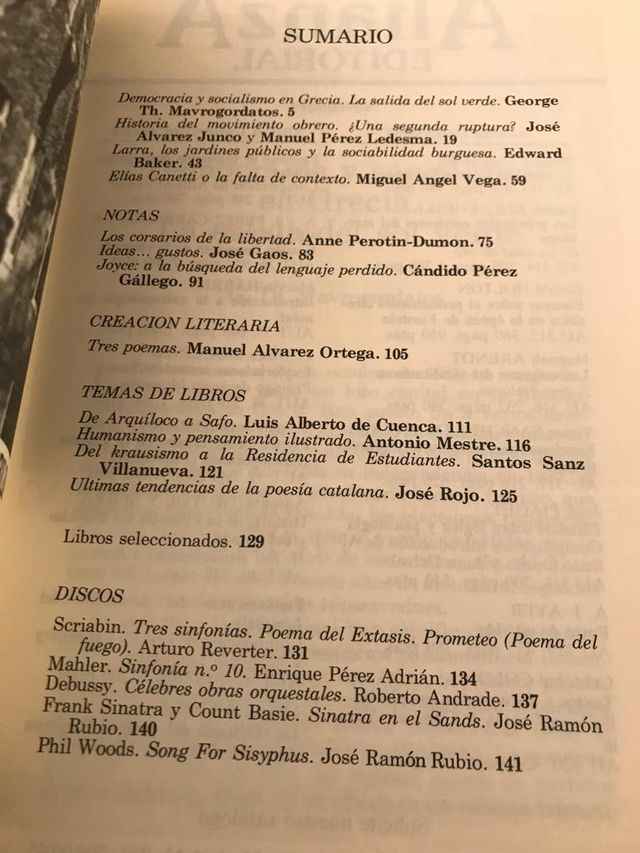 SUMARIO
Democracia y socialismo en Grecia. La salida del sol verde. George
Th. Mavrogordatos. 5
Historia del movimiento obrero. ¿Una segunda ruptura? José
Alvarez Junco y Manuel Pérez Ledesma. 19
Larra, los jardines públicos y la sociabilidad burguesa. Edward
Baker. 43
Elías Canetti o la falta de contexto. Miguel Angel Vega. 59
NOTAS
Los corsarios de la libertad. Anne Perotin-Dumon. 75
Ideas... gustos. José Gaos. 83
Joyce: a la búsqueda del lenguaje perdido. Cándido Pérez
Gállego. 91
CREACION LITERARIA
Tres poemas. Manuel Alvarez Ortega. 105
TEMAS DE LIBROS
De Arquíloco a Safo. Luis Alberto de Cuenca. 111
Humanismo y pensamiento ilustrado. Antonio Mestre. 116
Del krausismo a la Residencia de Estudiantes. Santos Sanz
Villanueva. 121
Ultimas tendencias de la poesía catalana. José Rojo. 125
Libros seleccionados. 129
DISCOS
Scriabin. Tres sinfonías. Poema del Extasis. Prometeo (Poema del
fuego). Arturo Reverter. 131
Mahler. Sinfonía n.º 10. Enrique Pérez Adrián. 134
Debussy. Célebres obras orquestales. Roberto Andrade. 137
Frank Sinatra y Count Basie. Sinatra en el Sands. José Ramón
Rubio. 140
Phil Woods. Song For Sisyphus. José Ramón Rubio. 141